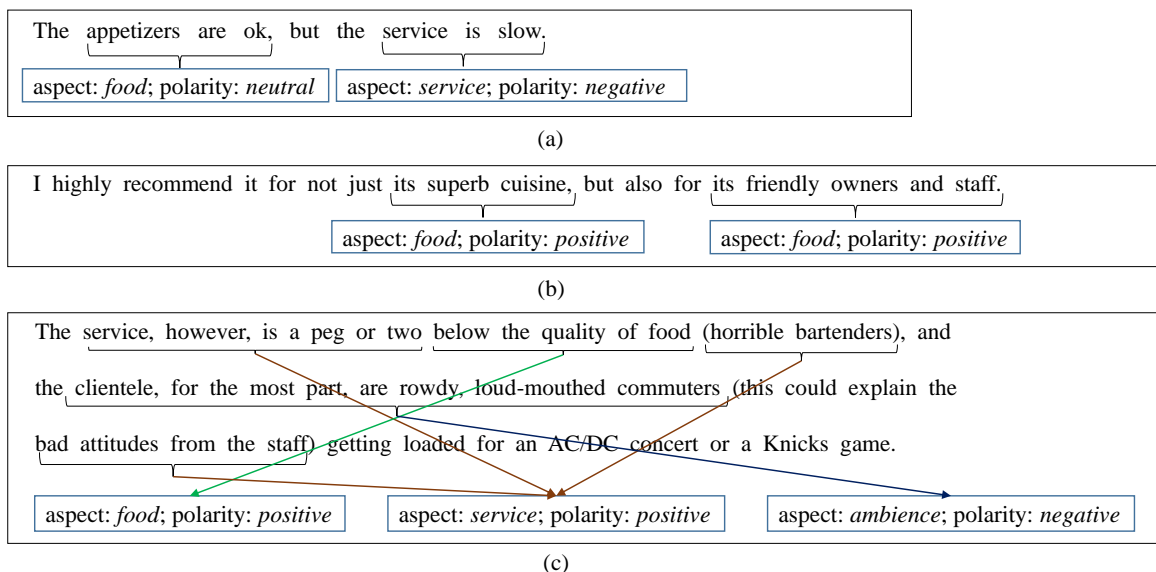 The appetizers are ok, but the service is slow.
aspect: food; polarity: neutral aspect: service; polarity: negative
(a)
I highly recommend it for not just its superb cuisine, but also for its friendly owners and staff.
aspect: food; polarity: positive aspect: food; polarity: positive
(b)
The service, however, is a peg or two below the quality of food (horrible bartenders), and
the clientele, for the most part, are rowdy, loud-mouthed commuters (this could explain the
bad attitudes from the staff) getting loaded for an AC/DC concert or a Knicks game.
aspect: food; polarity: positive aspect: service; polarity: positive aspect: ambience; polarity: negative
(c)